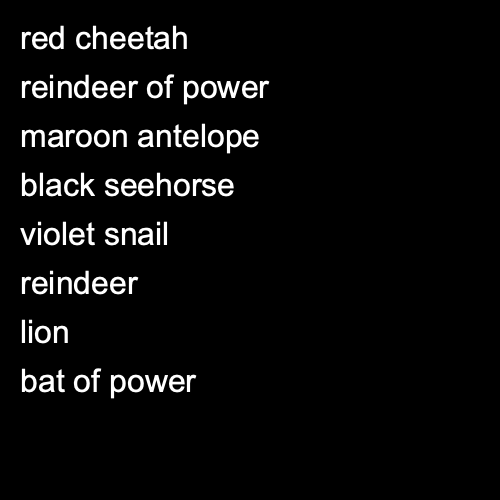 red cheetah
reindeer of power
maroon antelope
black seehorse
violet snail
reindeer
lion
bat of power